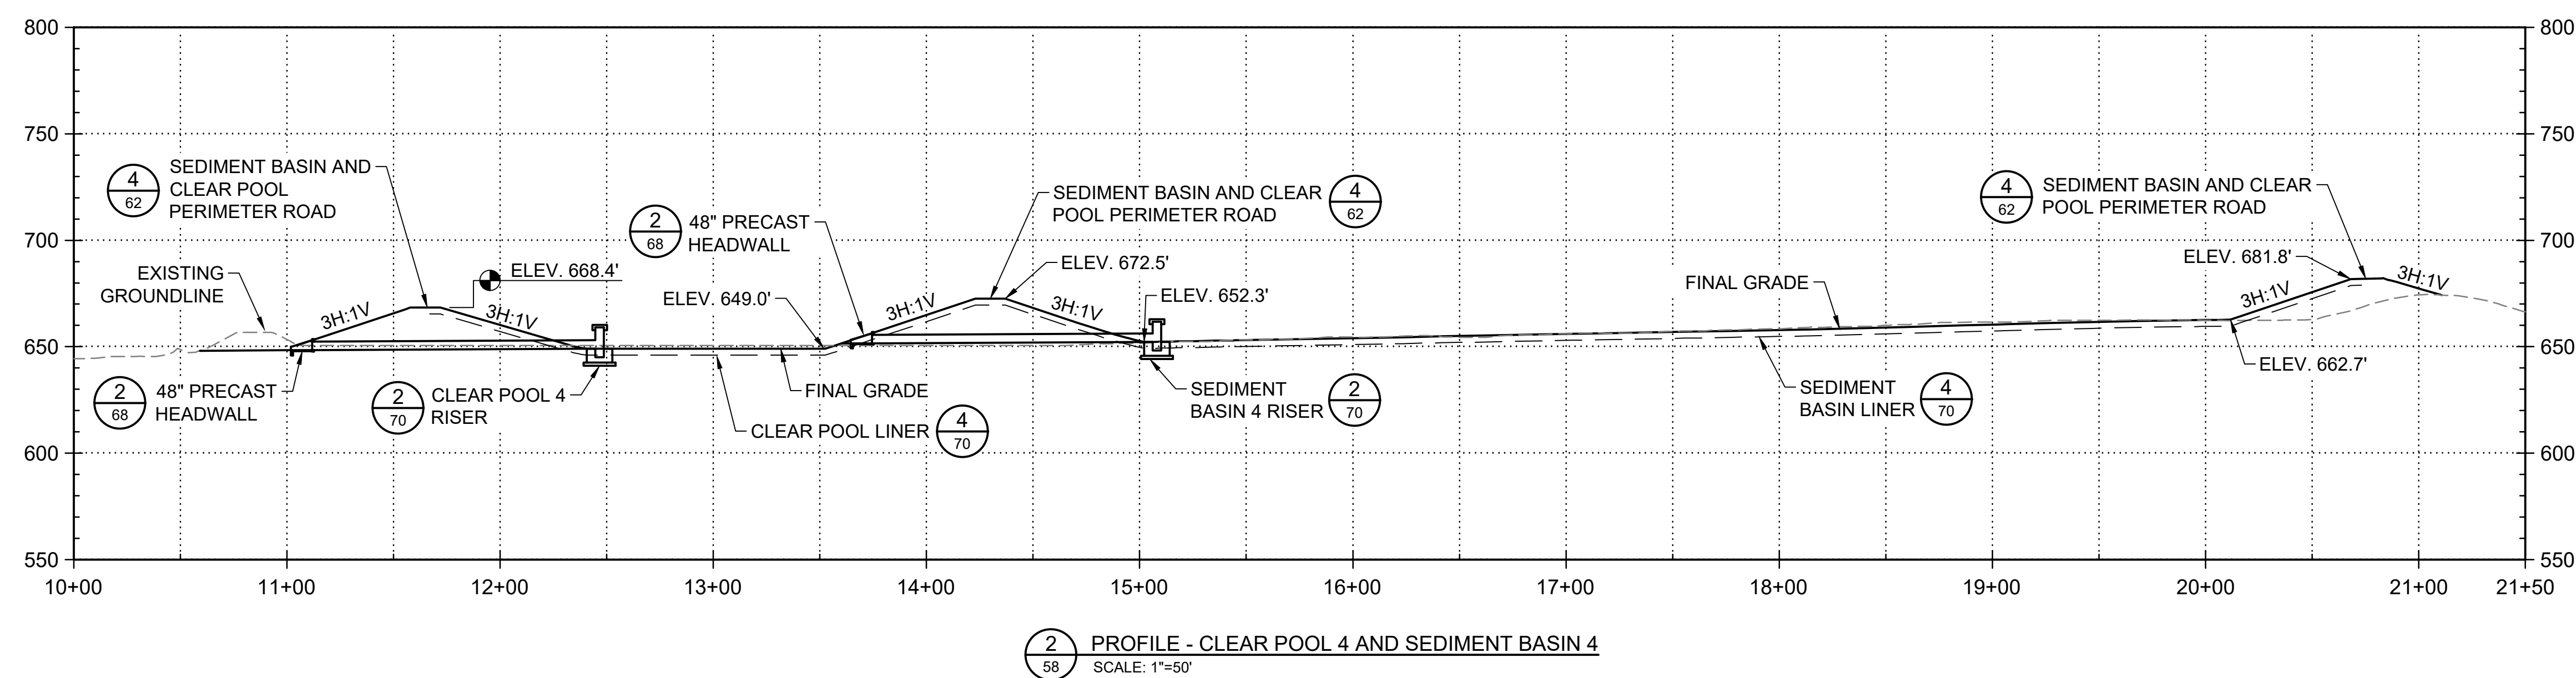 800
800
750
750
700
700
650
650
600
600
550
550
4
62
SEDIMENT BASIN AND
CLEAR POOL
PERIMETER ROAD
EXISTING
GROUNDLINE
3H:1V
ELEV. 668.4'
3H:1V
2
68
48" PRECAST
HEADWALL
2
70
CLEAR POOL 4
RISER
2
68
48" PRECAST
HEADWALL
ELEV. 649.0'
FINAL GRADE
CLEAR POOL LINER
4
70
3H:1V
SEDIMENT BASIN AND CLEAR
POOL PERIMETER ROAD
4
62
ELEV. 672.5'
3H:1V
ELEV. 652.3'
SEDIMENT
BASIN 4 RISER
2
70
FINAL GRADE
SEDIMENT
BASIN LINER
4
70
4
62
SEDIMENT BASIN AND CLEAR
POOL PERIMETER ROAD
ELEV. 681.8'
3H:1V
3H:1V
ELEV. 662.7'
10+00
11+00
12+00
13+00
14+00
15+00
16+00
17+00
18+00
19+00
20+00
21+00
21+50
2
58
PROFILE - CLEAR POOL 4 AND SEDIMENT BASIN 4
SCALE: 1"=50'